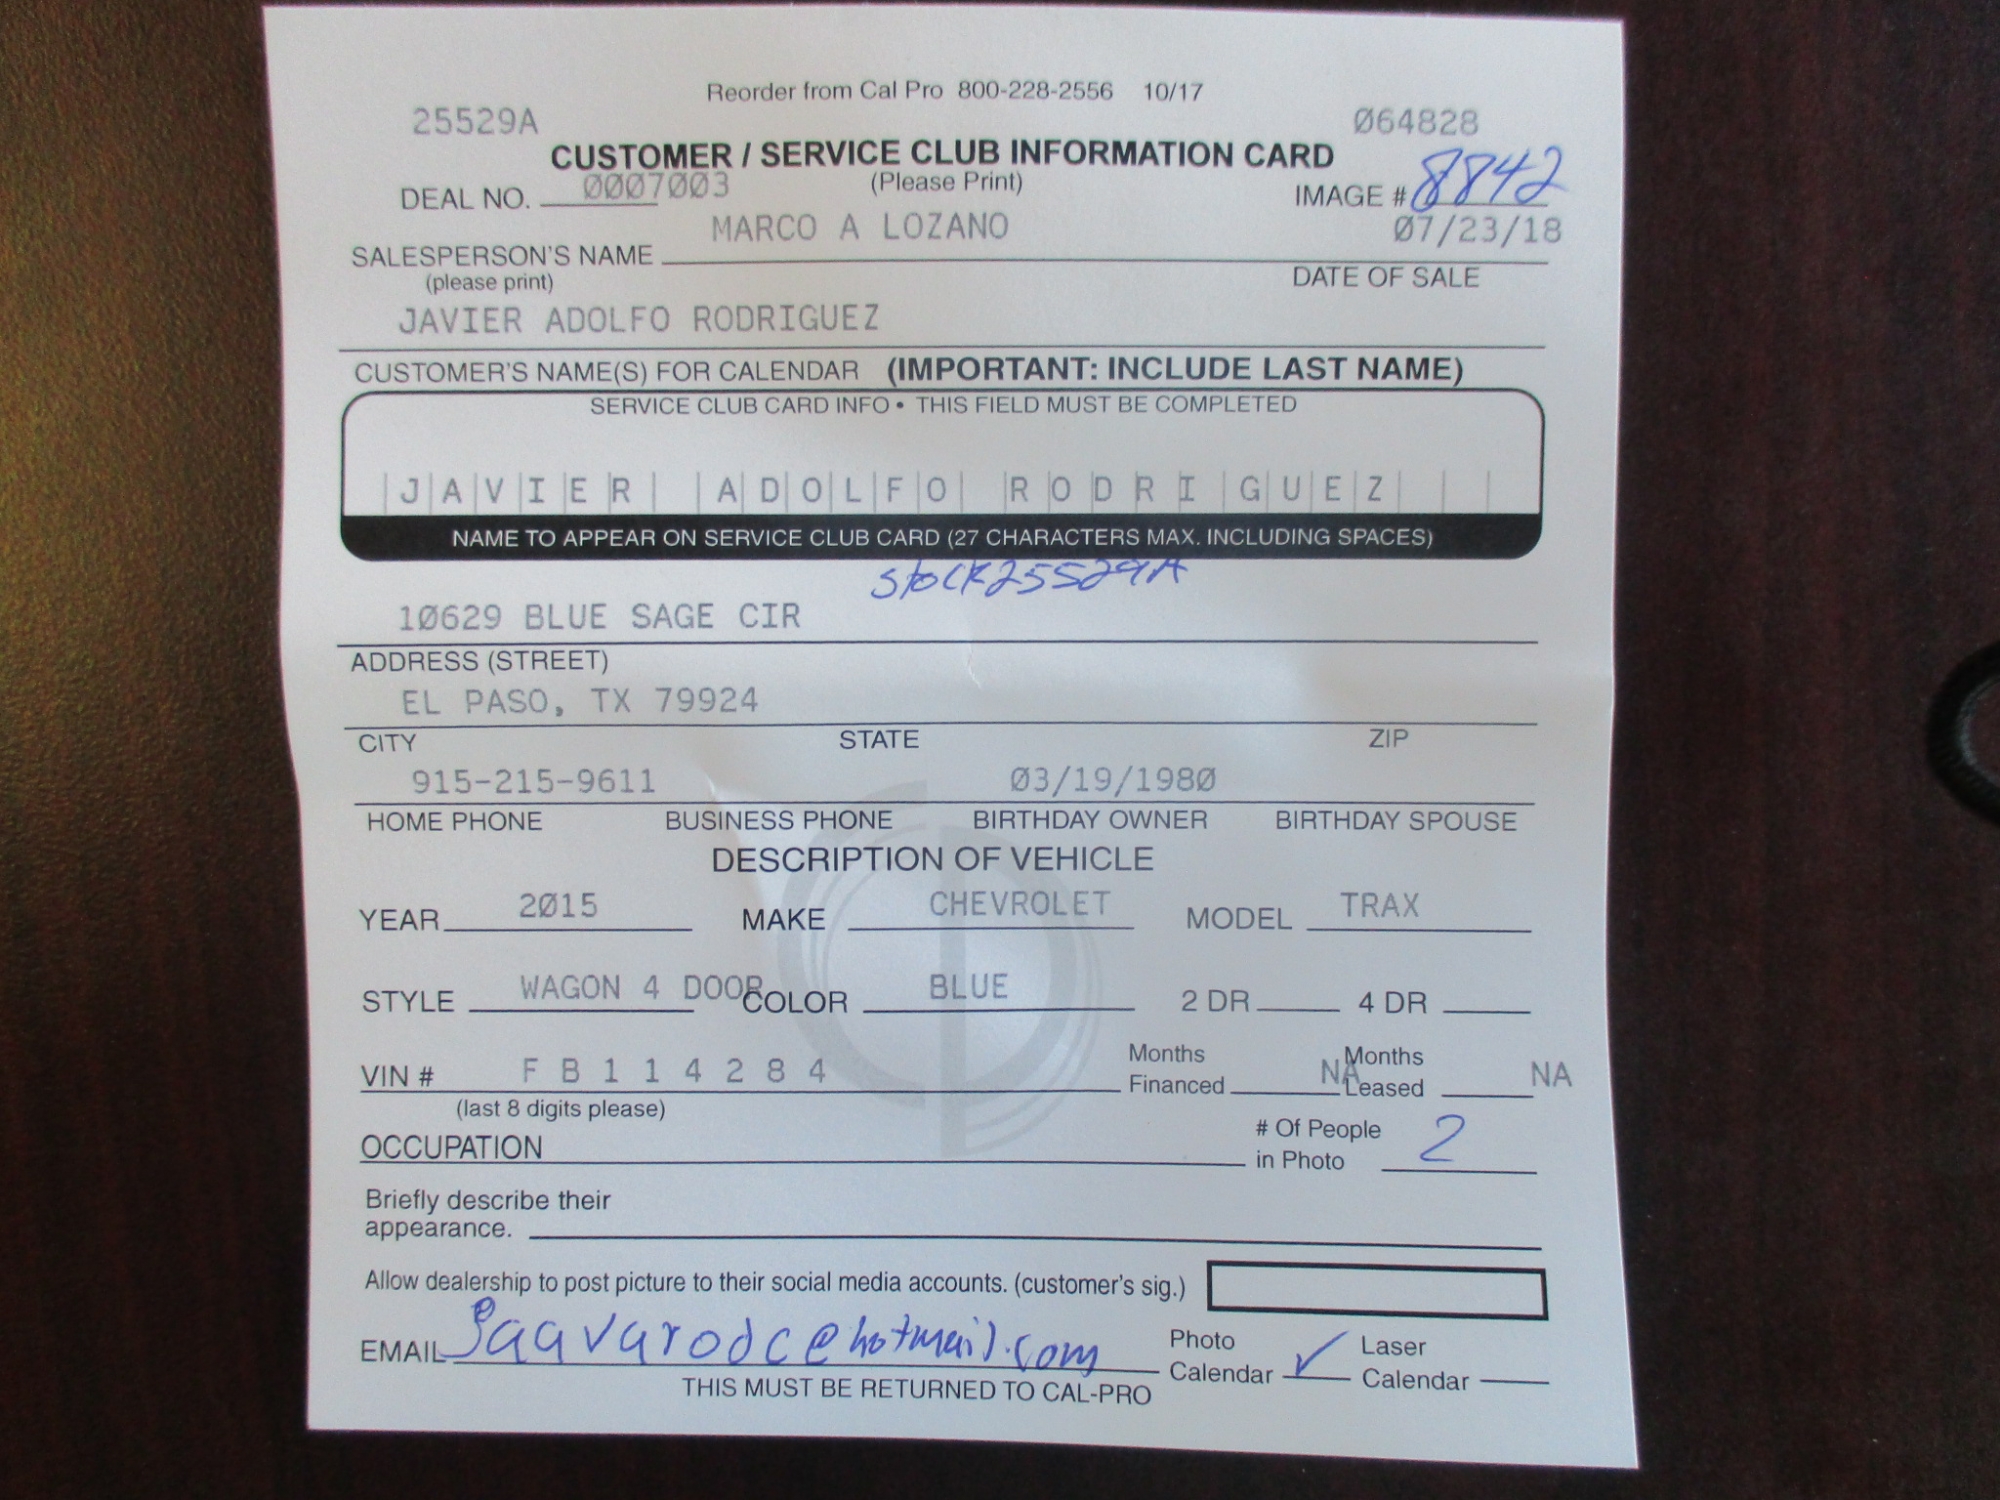 Reorder from Cal Pro 800-228-2556 10/17
25529A Ø64828
CUSTOMER / SERVICE CLUB INFORMATION CARD
DEAL NO. ØØØ7ØØ3 (Please Print) IMAGE # 8842
MARCO A LOZANO Ø7/23/18
SALESPERSON'S NAME
(please print) DATE OF SALE
JAVIER ADOLFO RODRIGUEZ
CUSTOMER'S NAME(S) FOR CALENDAR (IMPORTANT: INCLUDE LAST NAME)
SERVICE CLUB CARD INFO • THIS FIELD MUST BE COMPLETED
JAVIER ADOLFO RODRIGUEZ
NAME TO APPEAR ON SERVICE CLUB CARD (27 CHARACTERS MAX. INCLUDING SPACES)
stock25529A
1Ø629 BLUE SAGE CIR
ADDRESS (STREET)
EL PASO, TX 79924
CITY STATE ZIP
915-215-9611 Ø3/19/198Ø
HOME PHONE BUSINESS PHONE BIRTHDAY OWNER BIRTHDAY SPOUSE
DESCRIPTION OF VEHICLE
YEAR 2Ø15 MAKE CHEVROLET MODEL TRAX
STYLE WAGON 4 DOOR COLOR BLUE 2 DR 4 DR
VIN # F B 1 1 4 2 8 4 Months Financed NA Months Leased NA
(last 8 digits please)
OCCUPATION # Of People in Photo 2
Briefly describe their
appearance.
Allow dealership to post picture to their social media accounts. (customer's sig.)
EMAIL Saavarodc@hotmail.com Photo Calendar ✓ Laser Calendar
THIS MUST BE RETURNED TO CAL-PRO